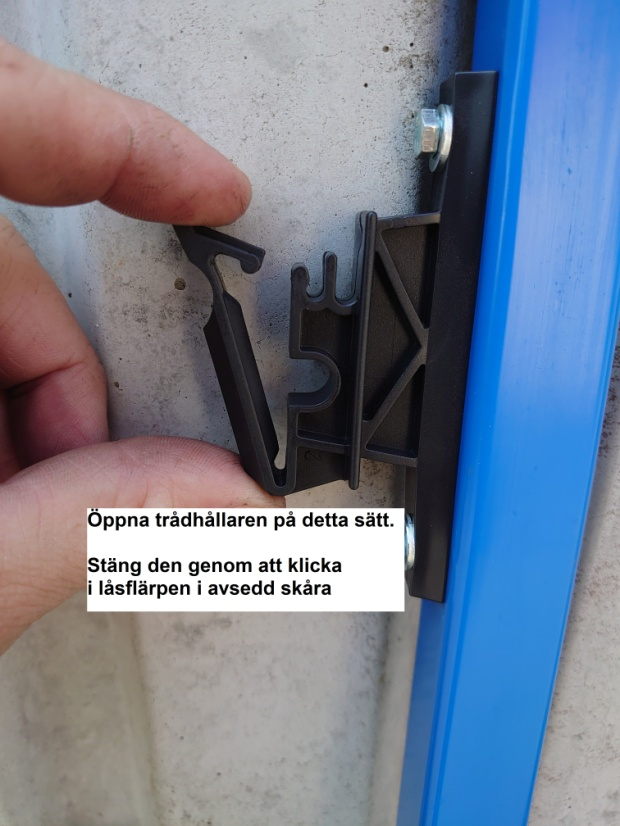 Öppna trådhållaren på detta sätt.
Stäng den genom att klicka
i låsflärpen i avsedd skåra